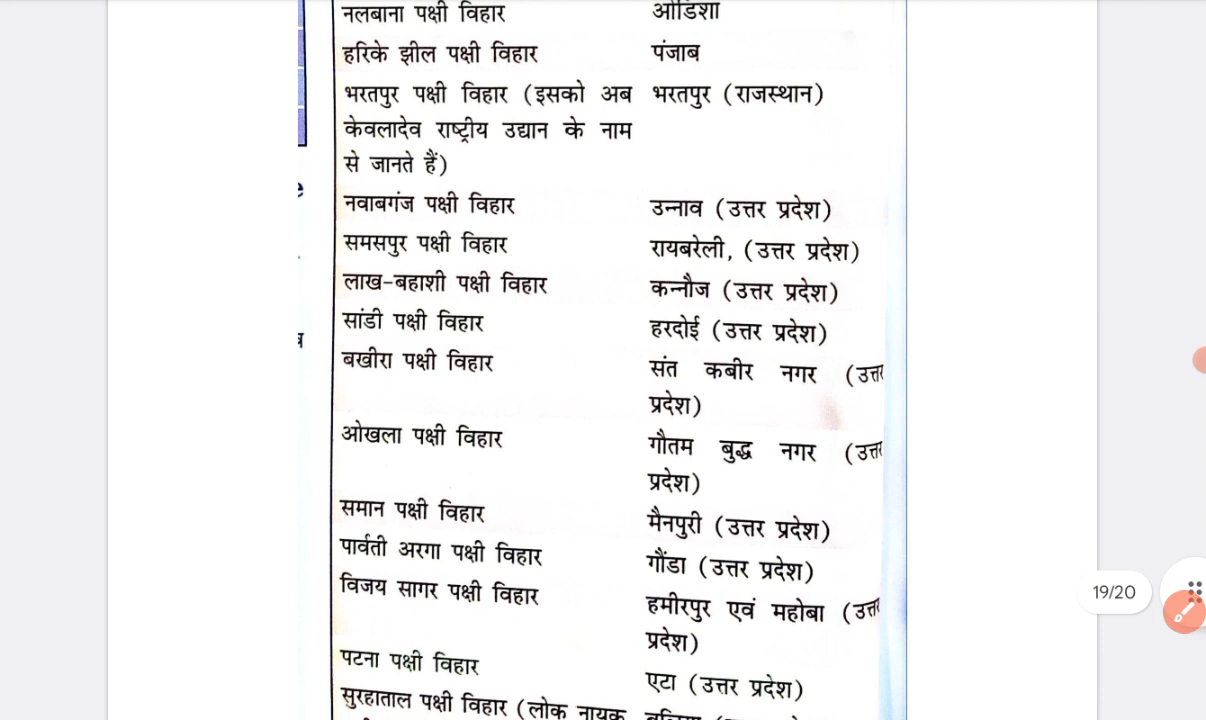 नलबाना पक्षी विहार ओडिशा
हरिके झील पक्षी विहार पंजाब
भरतपुर पक्षी विहार (इसको अब भरतपुर (राजस्थान)
केवलादेव राष्ट्रीय उद्यान के नाम
से जानते हैं)
नवाबगंज पक्षी विहार उन्नाव (उत्तर प्रदेश)
समसपुर पक्षी विहार रायबरेली, (उत्तर प्रदेश)
लाख-बहाशी पक्षी विहार कन्नौज (उत्तर प्रदेश)
सांडी पक्षी विहार हरदोई (उत्तर प्रदेश)
बखीरा पक्षी विहार संत कबीर नगर (उत्तर
प्रदेश)
ओखला पक्षी विहार गौतम बुद्ध नगर (उत्तर
प्रदेश)
समान पक्षी विहार मैनपुरी (उत्तर प्रदेश)
पार्वती अरगा पक्षी विहार गौंडा (उत्तर प्रदेश)
विजय सागर पक्षी विहार हमीरपुर एवं महोबा (उत्तर
प्रदेश)
पटना पक्षी विहार एटा (उत्तर प्रदेश)
सुरहाताल पक्षी विहार (लोक नायक
19/20